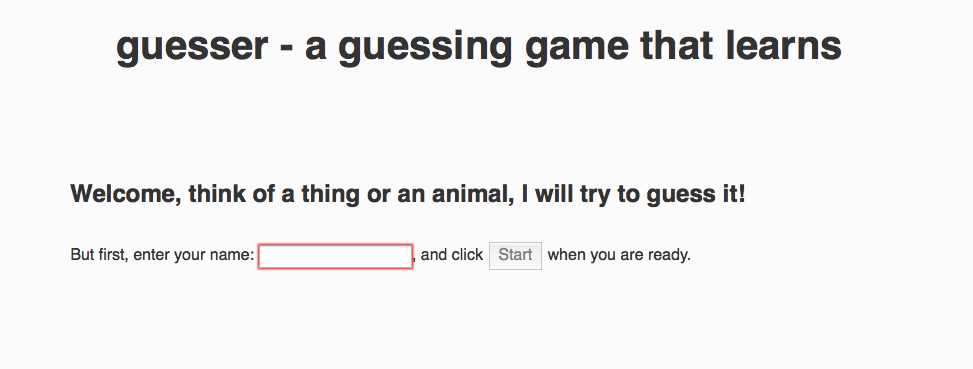 guesser - a guessing game that learns
Welcome, think of a thing or an animal, I will try to guess it!
But first, enter your name: , and click Start when you are ready.